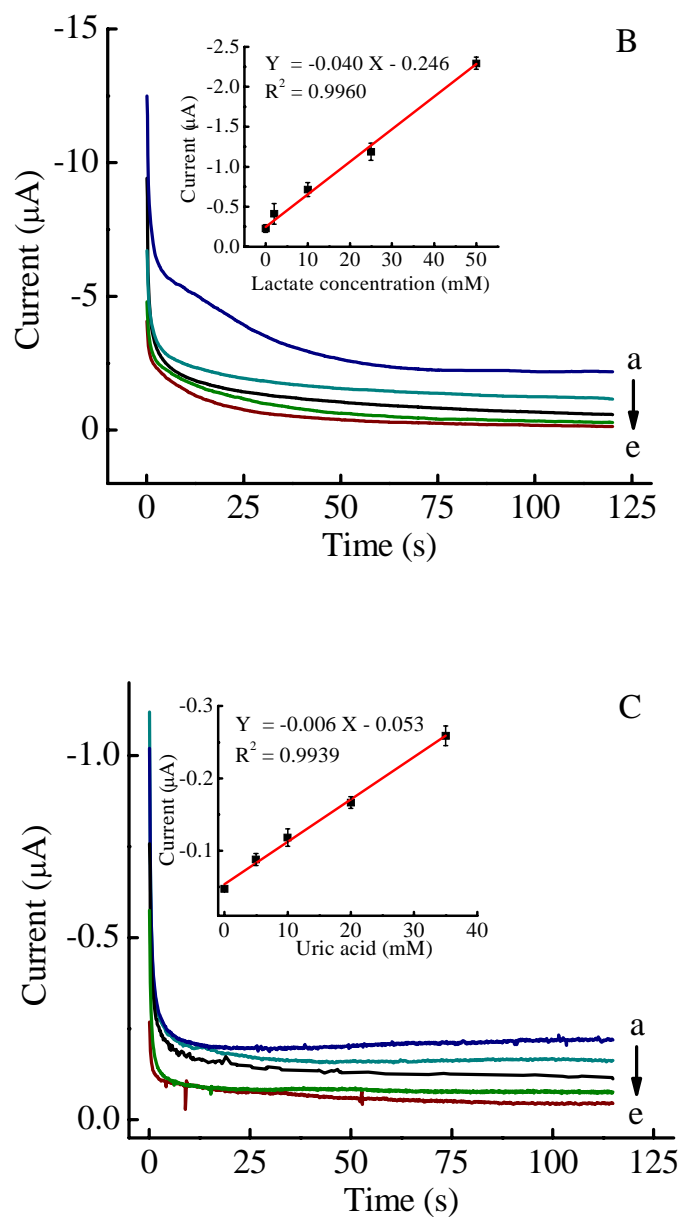 B
-15
-10
-5
0
Current (μA)
0 25 50 75 100 125
Time (s)
Y = -0.040 X - 0.246
R² = 0.9960
-2.5
-2.0
-1.5
-1.0
-0.5
0.0
Current (μA)
0 10 20 30 40 50
Lactate concentration (mM)
a
e
C
-1.0
-0.5
0.0
Current (μA)
0 25 50 75 100 125
Time (s)
Y = -0.006 X - 0.053
R² = 0.9939
-0.3
-0.2
-0.1
Current (μA)
0 10 20 30 40
Uric acid (mM)
a
e